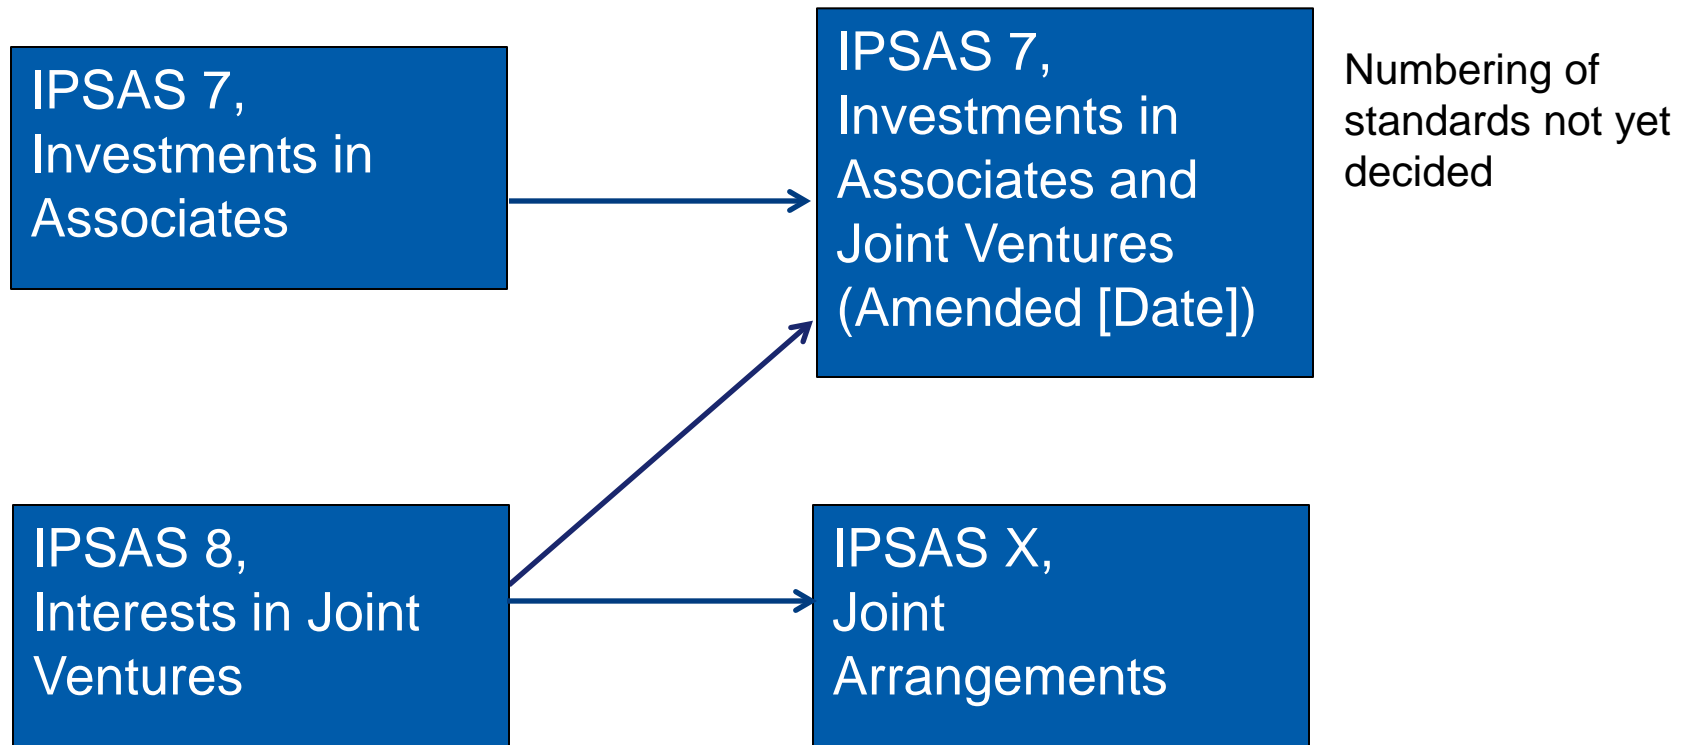 IPSAS 7,
Investments in
Associates
IPSAS 7,
Investments in
Associates and
Joint Ventures
(Amended [Date])
Numbering of
standards not yet
decided
IPSAS 8,
Interests in Joint
Ventures
IPSAS X,
Joint
Arrangements